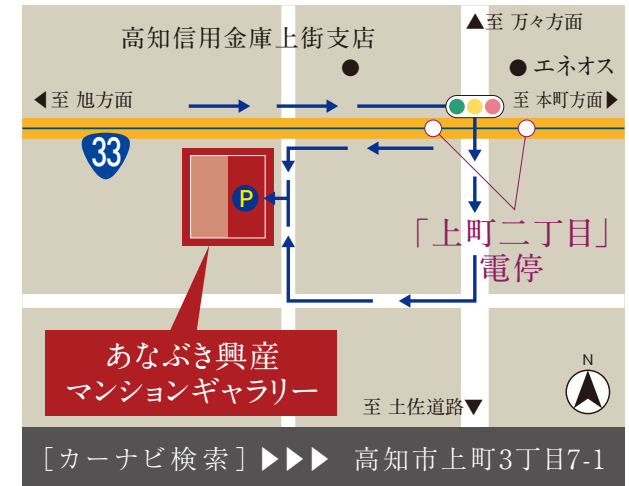 ▲至 万々方面
高知信用金庫上街支店
● エネオス
◀至 旭方面
至 本町方面▶
33
P
「上町二丁目」
電停
あなぶき興産
マンションギャラリー
N
至 土佐道路▼
［カーナビ検索］▶▶▶ 高知市上町3丁目7-1